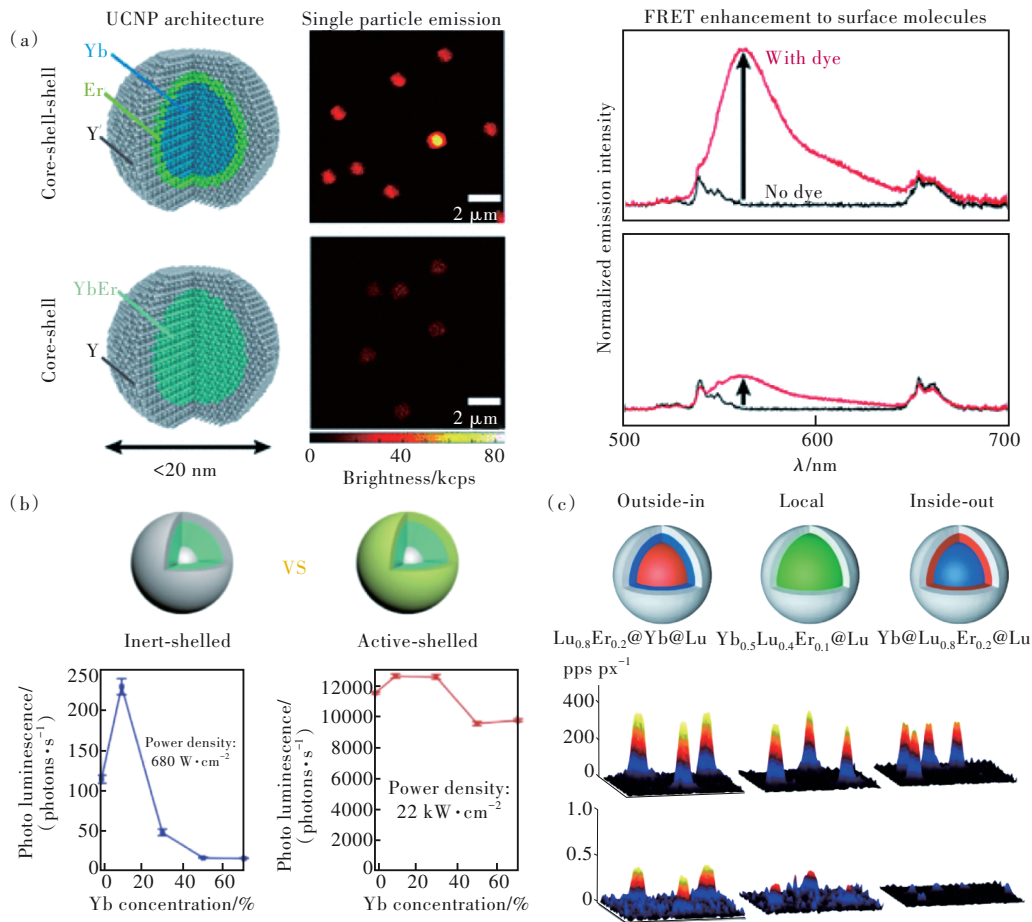 UCNP architecture
Single particle emission
FRET enhancement to surface molecules
(a)
Core-shell-shell
Yb
Er
Y
2 μm
With dye
No dye
Core-shell
YbEr
Y
2 μm
<20 nm
0 40 80
Brightness/kcps
Normalized emission intensity
500 600 700
λ/nm
(b)
VS
Inert-shelled
Active-shelled
Photo luminescence/
(photons·s⁻¹)
250
200
150
100
50
0
Power density:
680 W·cm⁻²
0 20 40 60
Yb concentration/%
Photo luminescence/
(photons·s⁻¹)
12000
10000
8000
6000
4000
2000
0
Power density:
22 kW·cm⁻²
0 20 40 60
Yb concentration/%
(c)
Outside-in
Local
Inside-out
Lu₀.₈Er₀.₂@Yb@Lu
Yb₀.₅Lu₀.₄Er₀.₁@Lu
Yb@Lu₀.₈Er₀.₂@Lu
pps px⁻¹
400
200
0
1.0
0.5
0